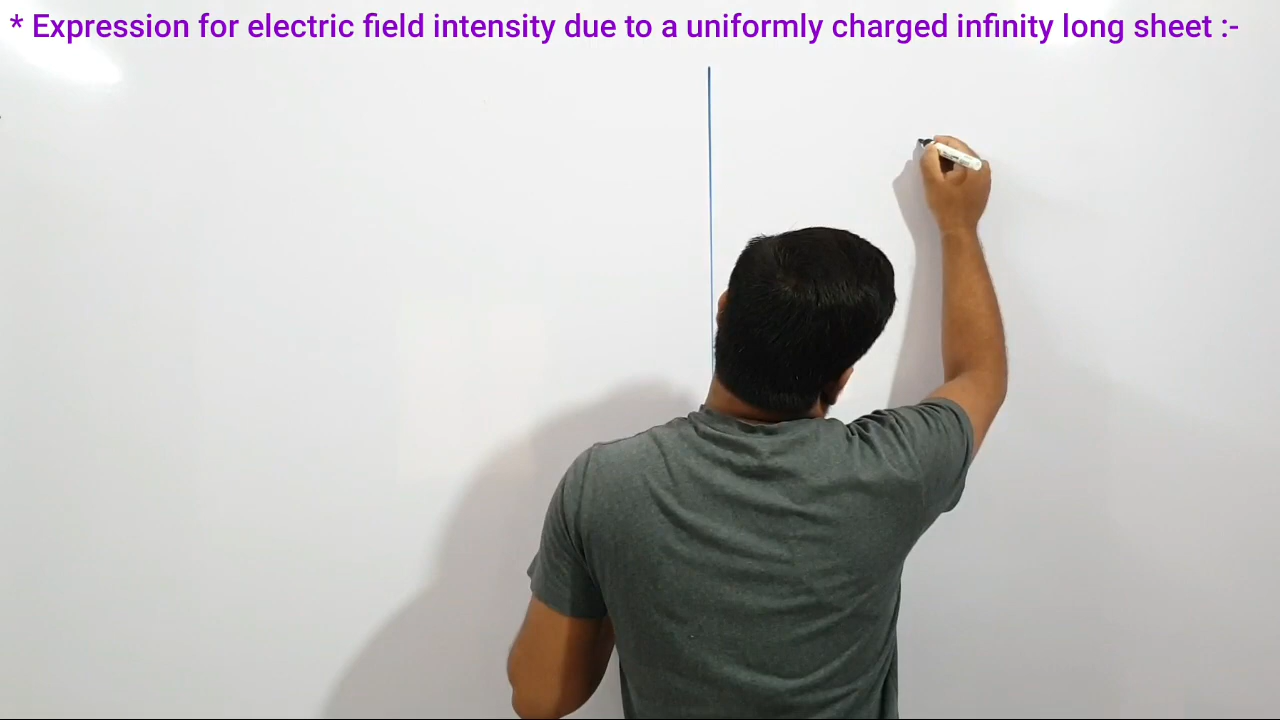 * Expression for electric field intensity due to a uniformly charged infinity long sheet :-